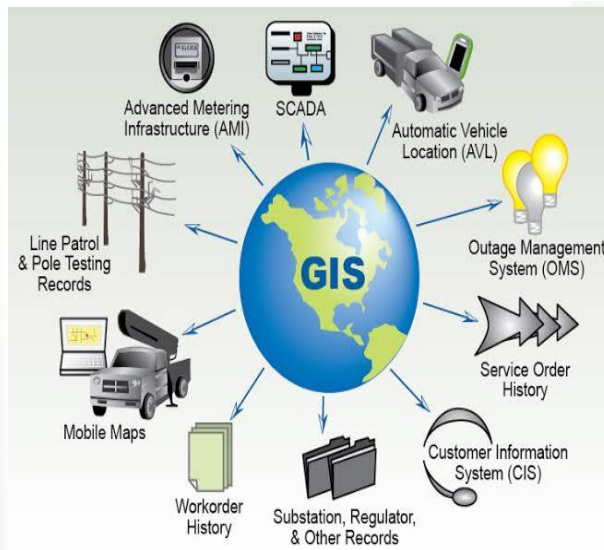 Advanced Metering
Infrastructure (AMI)
SCADA
Automatic Vehicle
Location (AVL)
Line Patrol
& Pole Testing
Records
GIS
Outage Management
System (OMS)
Service Order
History
Mobile Maps
Customer Information
System (CIS)
Workorder
History
Substation, Regulator,
& Other Records